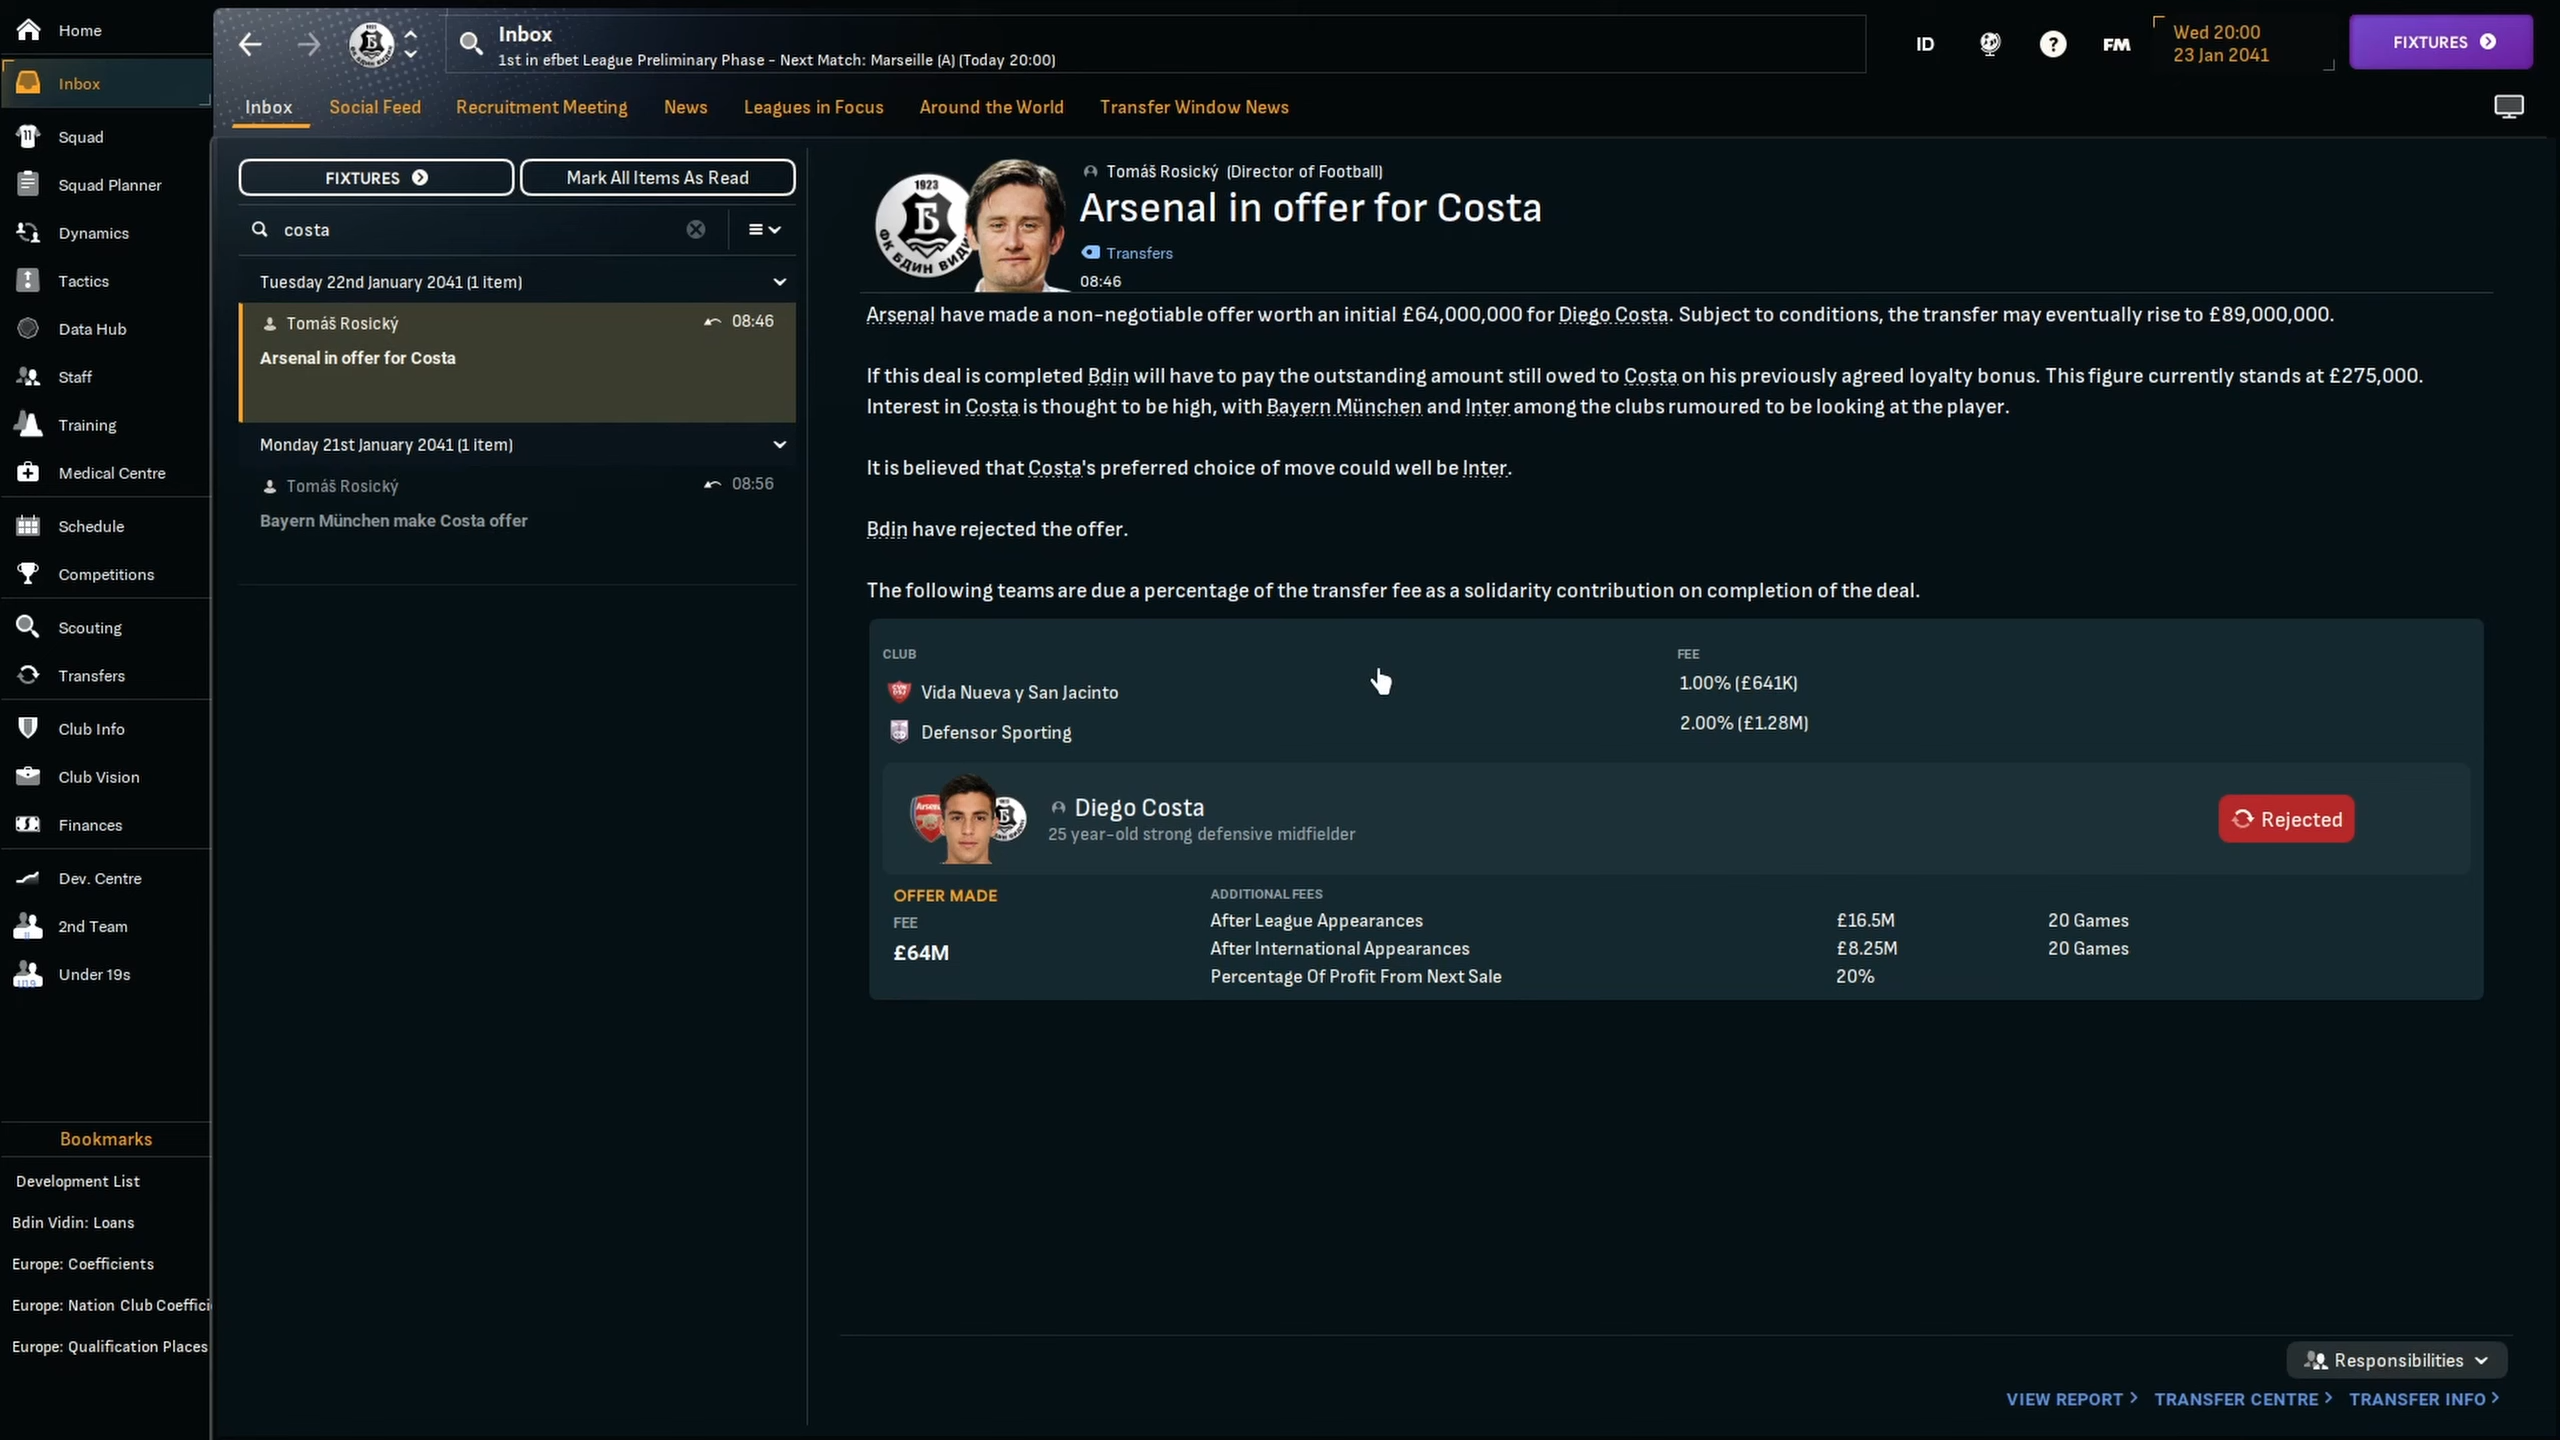 Home
Inbox
Squad
Squad Planner
Dynamics
Tactics
Data Hub
Staff
Training
Medical Centre
Schedule
Competitions
Scouting
Transfers
Club Info
Club Vision
Finances
Dev. Centre
2nd Team
Under 19s
Bookmarks
Development List
Bdin Vidin: Loans
Europe: Coefficients
Europe: Nation Club Coeffici
Europe: Qualification Places
Inbox
1st in efbet League Preliminary Phase - Next Match: Marseille (A) (Today 20:00)
ID
FM
Wed 20:00
23 Jan 2041
FIXTURES
Inbox Social Feed Recruitment Meeting News Leagues in Focus Around the World Transfer Window News
FIXTURES
Mark All Items As Read
costa
Tuesday 22nd January 2041 (1 item)
Tomáš Rosický 08:46
Arsenal in offer for Costa
Monday 21st January 2041 (1 item)
Tomáš Rosický 08:56
Bayern München make Costa offer
1923
ФК БДИН ВИДИН
Tomáš Rosický (Director of Football)
Arsenal in offer for Costa
Transfers
08:46
Arsenal have made a non-negotiable offer worth an initial £64,000,000 for Diego Costa. Subject to conditions, the transfer may eventually rise to £89,000,000.
If this deal is completed Bdin will have to pay the outstanding amount still owed to Costa on his previously agreed loyalty bonus. This figure currently stands at £275,000.
Interest in Costa is thought to be high, with Bayern München and Inter among the clubs rumoured to be looking at the player.
It is believed that Costa's preferred choice of move could well be Inter.
Bdin have rejected the offer.
The following teams are due a percentage of the transfer fee as a solidarity contribution on completion of the deal.
CLUB FEE
Vida Nueva y San Jacinto 1.00% (£641K)
Defensor Sporting 2.00% (£1.28M)
Diego Costa
25 year-old strong defensive midfielder
Rejected
OFFER MADE
FEE
£64M
ADDITIONAL FEES
After League Appearances £16.5M 20 Games
After International Appearances £8.25M 20 Games
Percentage Of Profit From Next Sale 20%
Responsibilities
VIEW REPORT TRANSFER CENTRE TRANSFER INFO